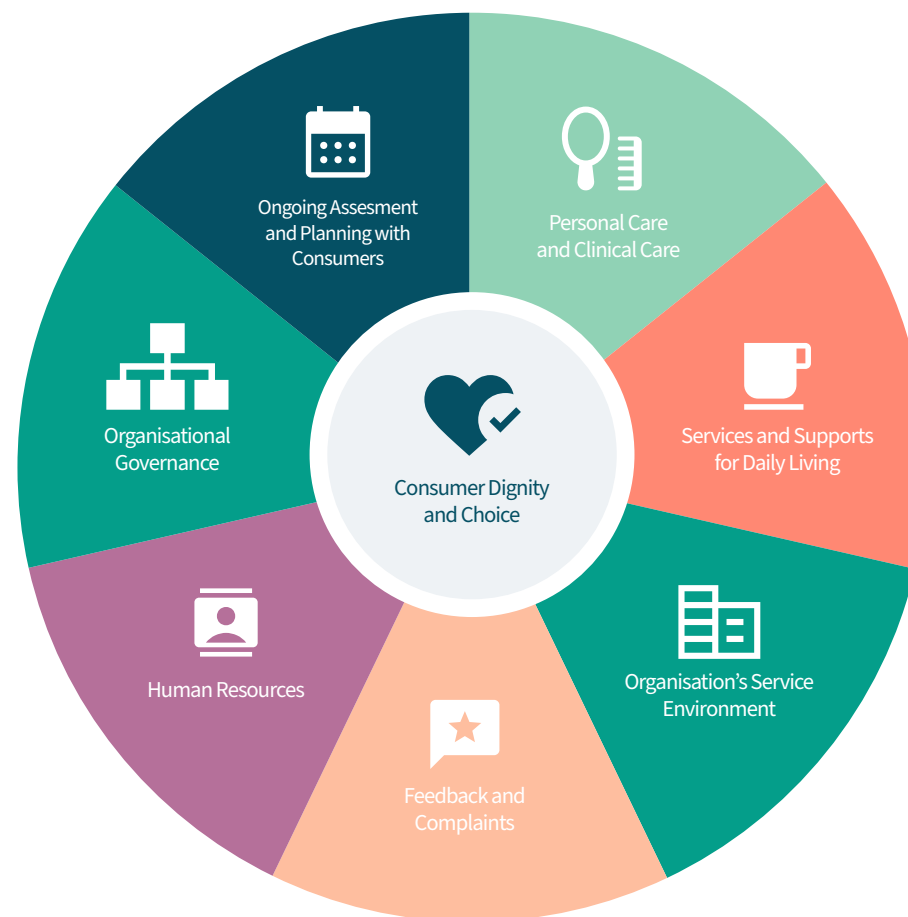 Ongoing Assesment
and Planning with
Consumers
Personal Care
and Clinical Care
Organisational
Governance
Services and Supports
for Daily Living
Consumer Dignity
and Choice
Human Resources
Organisation’s Service
Environment
Feedback and
Complaints